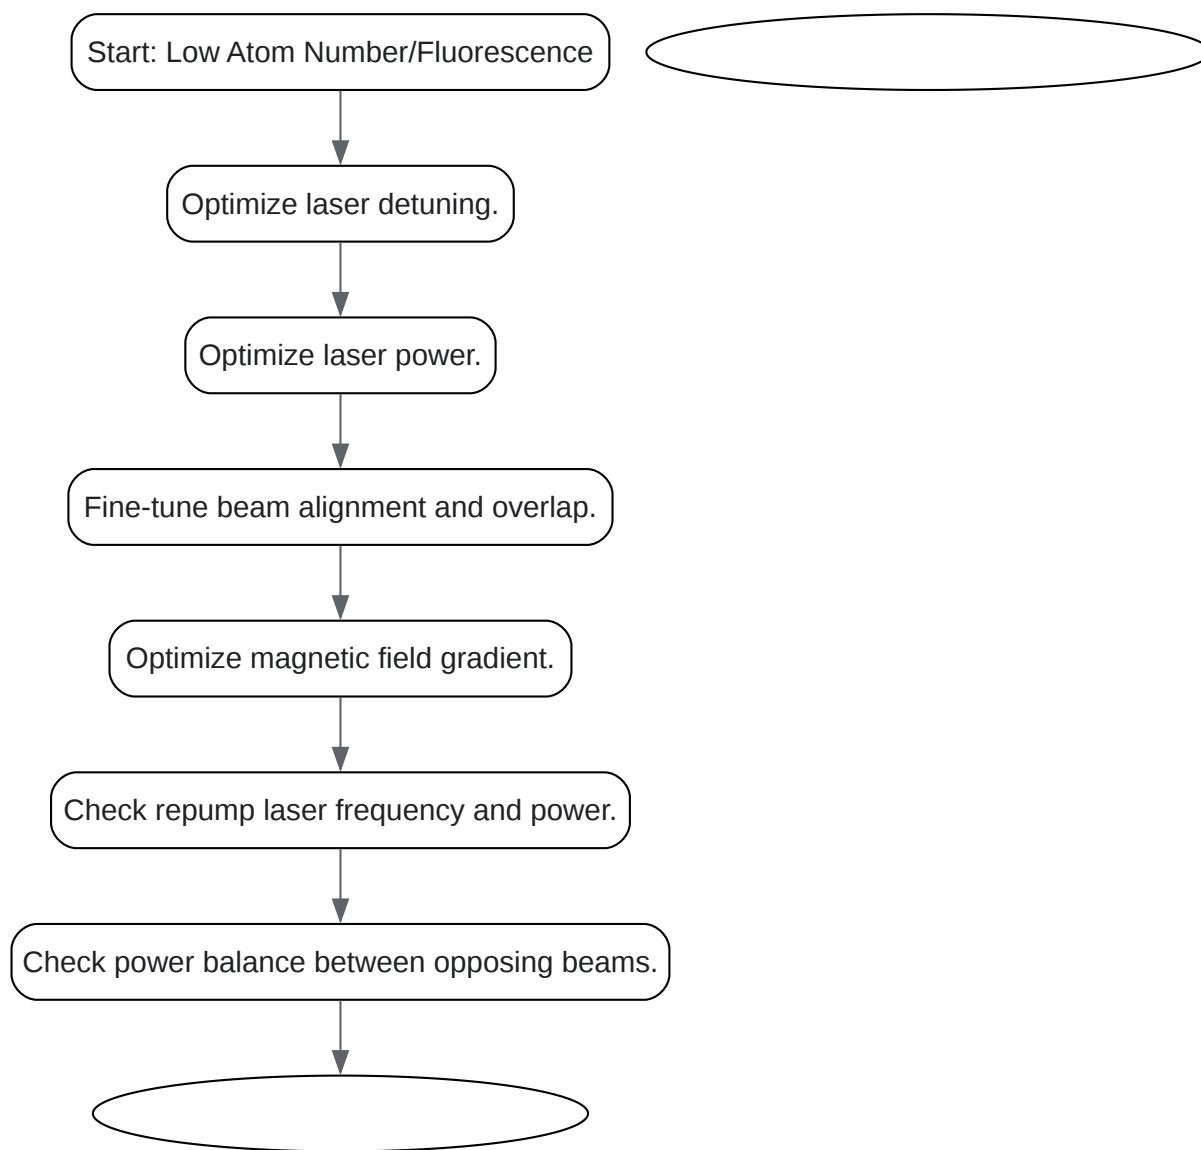 Start: Low Atom Number/Fluorescence
Optimize laser detuning.
Optimize laser power.
Fine-tune beam alignment and overlap.
Optimize magnetic field gradient.
Check repump laser frequency and power.
Check power balance between opposing beams.